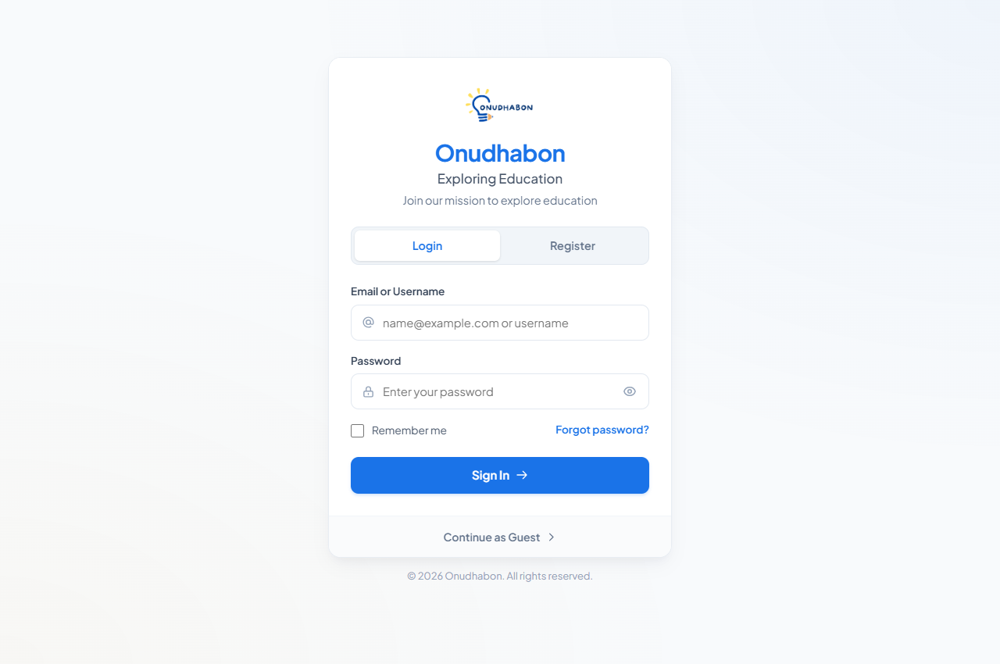 ONUDHABON
Onudhabon
Exploring Education
Join our mission to explore education
Login
Register
Email or Username
name@example.com or username
Password
Enter your password
Remember me
Forgot password?
Sign In
Continue as Guest
© 2026 Onudhabon. All rights reserved.